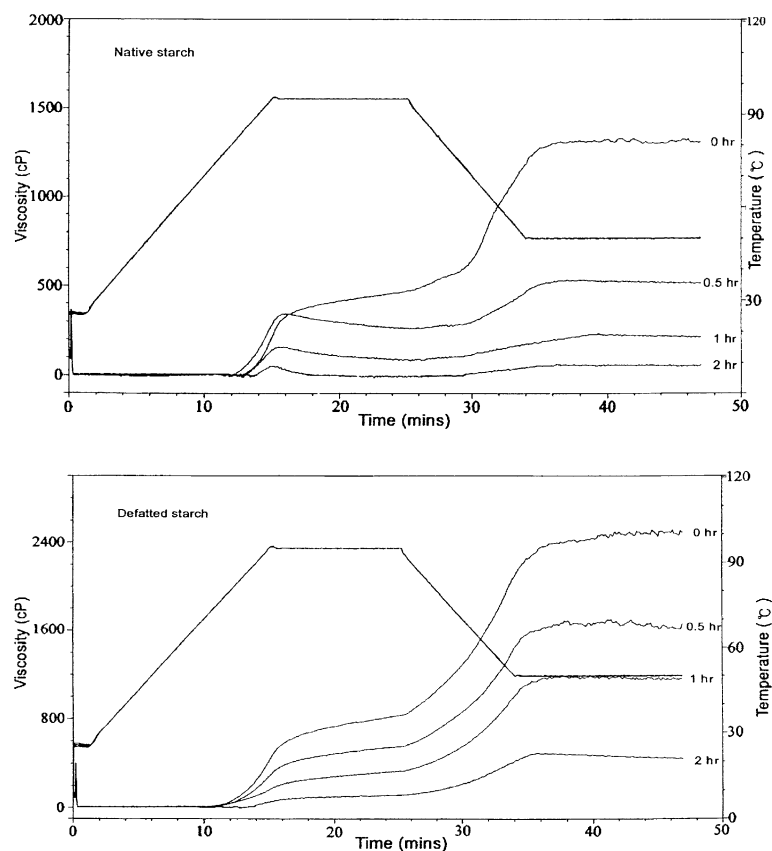 Native starch
2000
1500
1000
500
0
Viscosity (cP)
120
90
30
Temperature (℃)
0 hr
0.5 hr
1 hr
2 hr
0
10
20
30
40
50
Time (mins)
Defatted starch
2400
1600
800
0
Viscosity (cP)
120
90
60
30
0
Temperature (℃)
0 hr
0.5 hr
1 hr
2 hr
0
10
20
30
40
50
Time (mins)